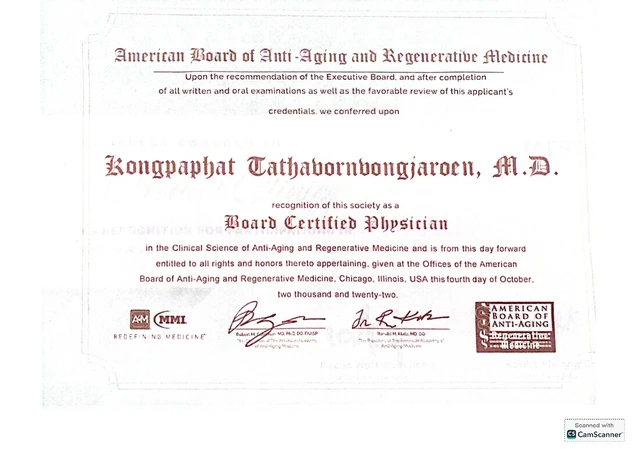 American Board of Anti-Aging and Regenerative Medicine
Upon the recommendation of the Executive Board, and after completion
of all written and oral examinations as well as the favorable review of this applicant's
credentials, we conferred upon
Kongpaphat Tathabornbongjaroen, M.D.
recognition of this society as a
Board Certified Physician
in the Clinical Science of Anti-Aging and Regenerative Medicine and is from this day forward
entitled to all rights and honors thereto appertaining, given at the Offices of the American
Board of Anti-Aging and Regenerative Medicine, Chicago, Illinois, USA this fourth day of October,
two thousand and twenty-two.
A4M MMI
REDEFINING MEDICINE
AMERICAN
BOARD OF
ANTI-AGING
Regenerative
Medicine
Scanned with
CS CamScanner